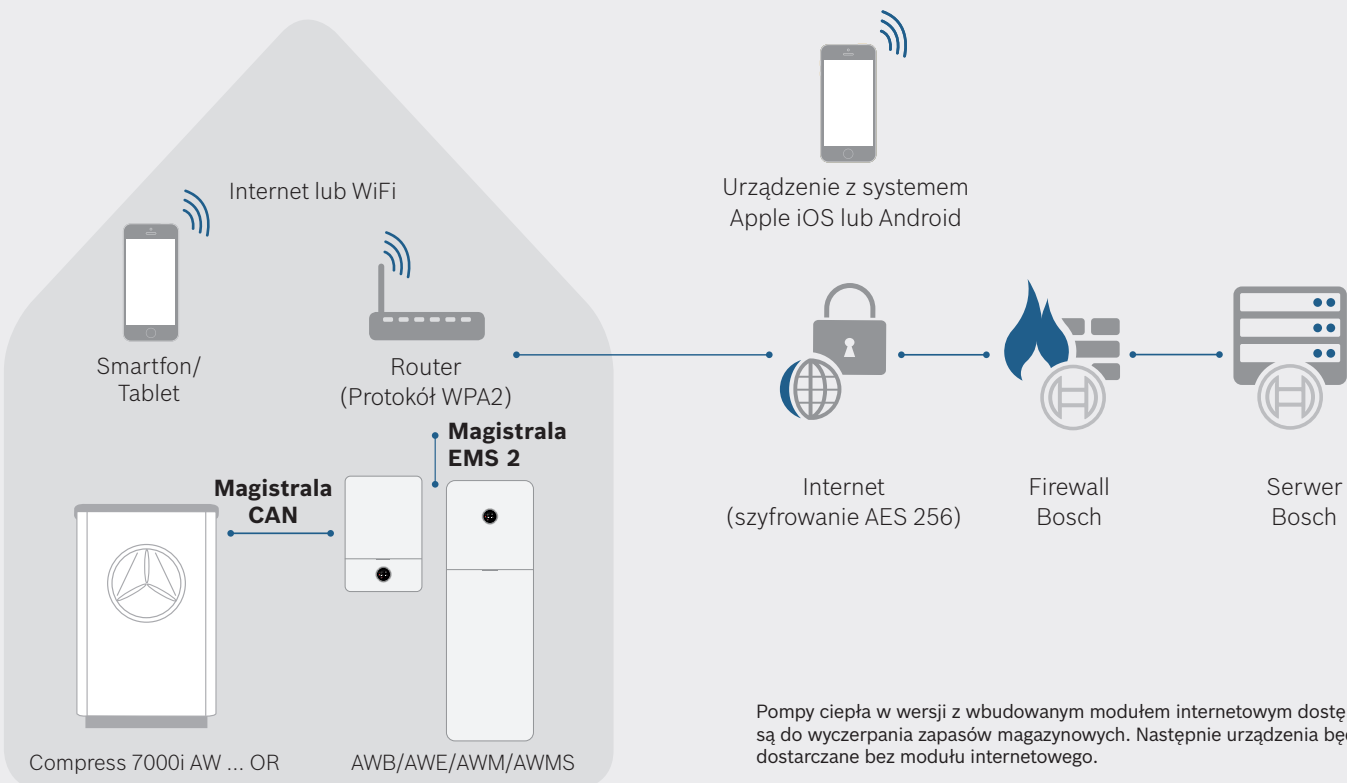 Internet lub WiFi
Smartfon/
Tablet
Router
(Protokół WPA2)
Magistrala
EMS 2
Magistrala
CAN
Compress 7000i AW ... OR
AWB/AWE/AWM/AWMS
Urządzenie z systemem
Apple iOS lub Android
Internet
(szyfrowanie AES 256)
Firewall
Bosch
Serwer
Bosch
Pompy ciepła w wersji z wbudowanym modułem internetowym
są do wyczerpania zapasów magazynowych. Następnie urządzenia
dostarczane bez modułu internetowego.